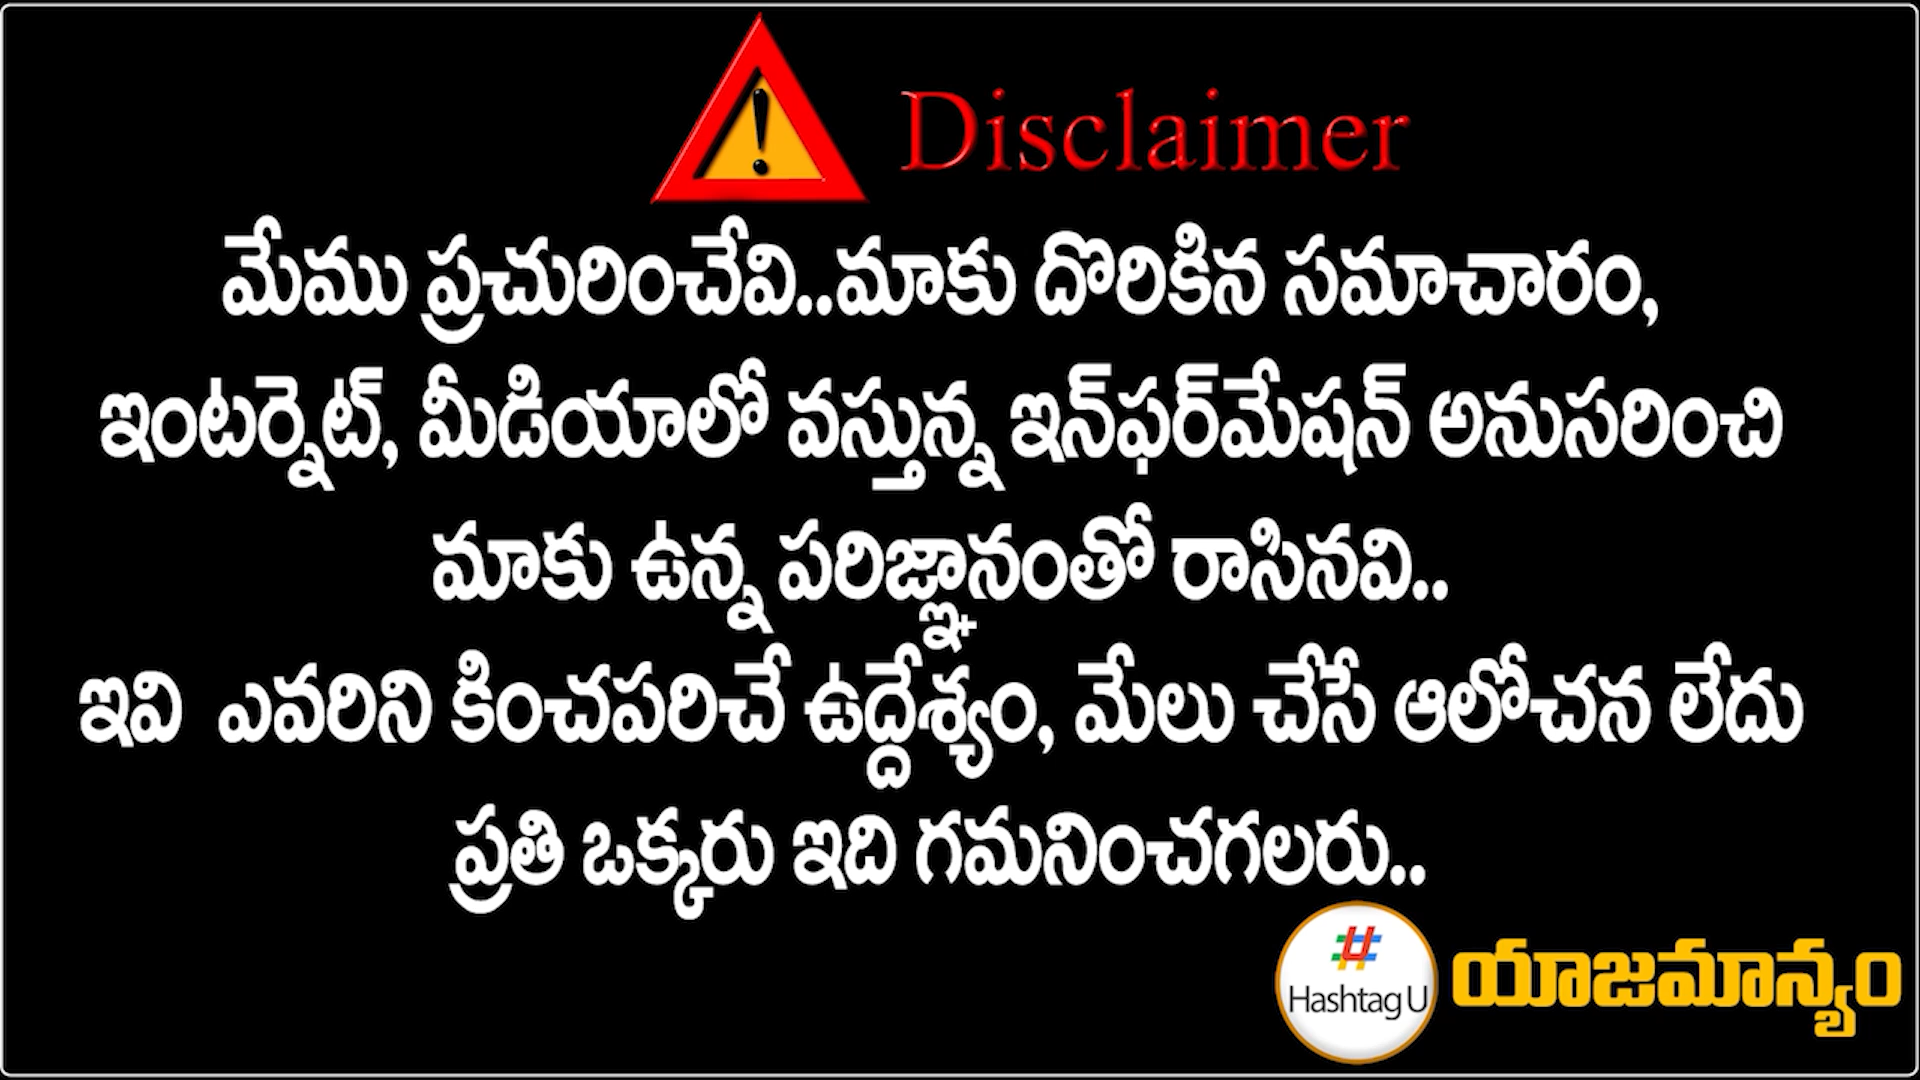 Disclaimer
మేము ప్రచురించేవి..మాకు దొరికిన సమాచారం,
ఇంటర్నెట్, మీడియాలో వస్తున్న ఇన్‌ఫర్‌మేషన్ అనుసరించి
మాకు ఉన్న పరిజ్ఞానంతో రాసినవి..
ఇవి ఎవరిని కించపరిచే ఉద్దేశ్యం, మేలు చేసే ఆలోచన లేదు
ప్రతి ఒక్కరు ఇది గమనించగలరు..
Hashtag U యాజమాన్యం